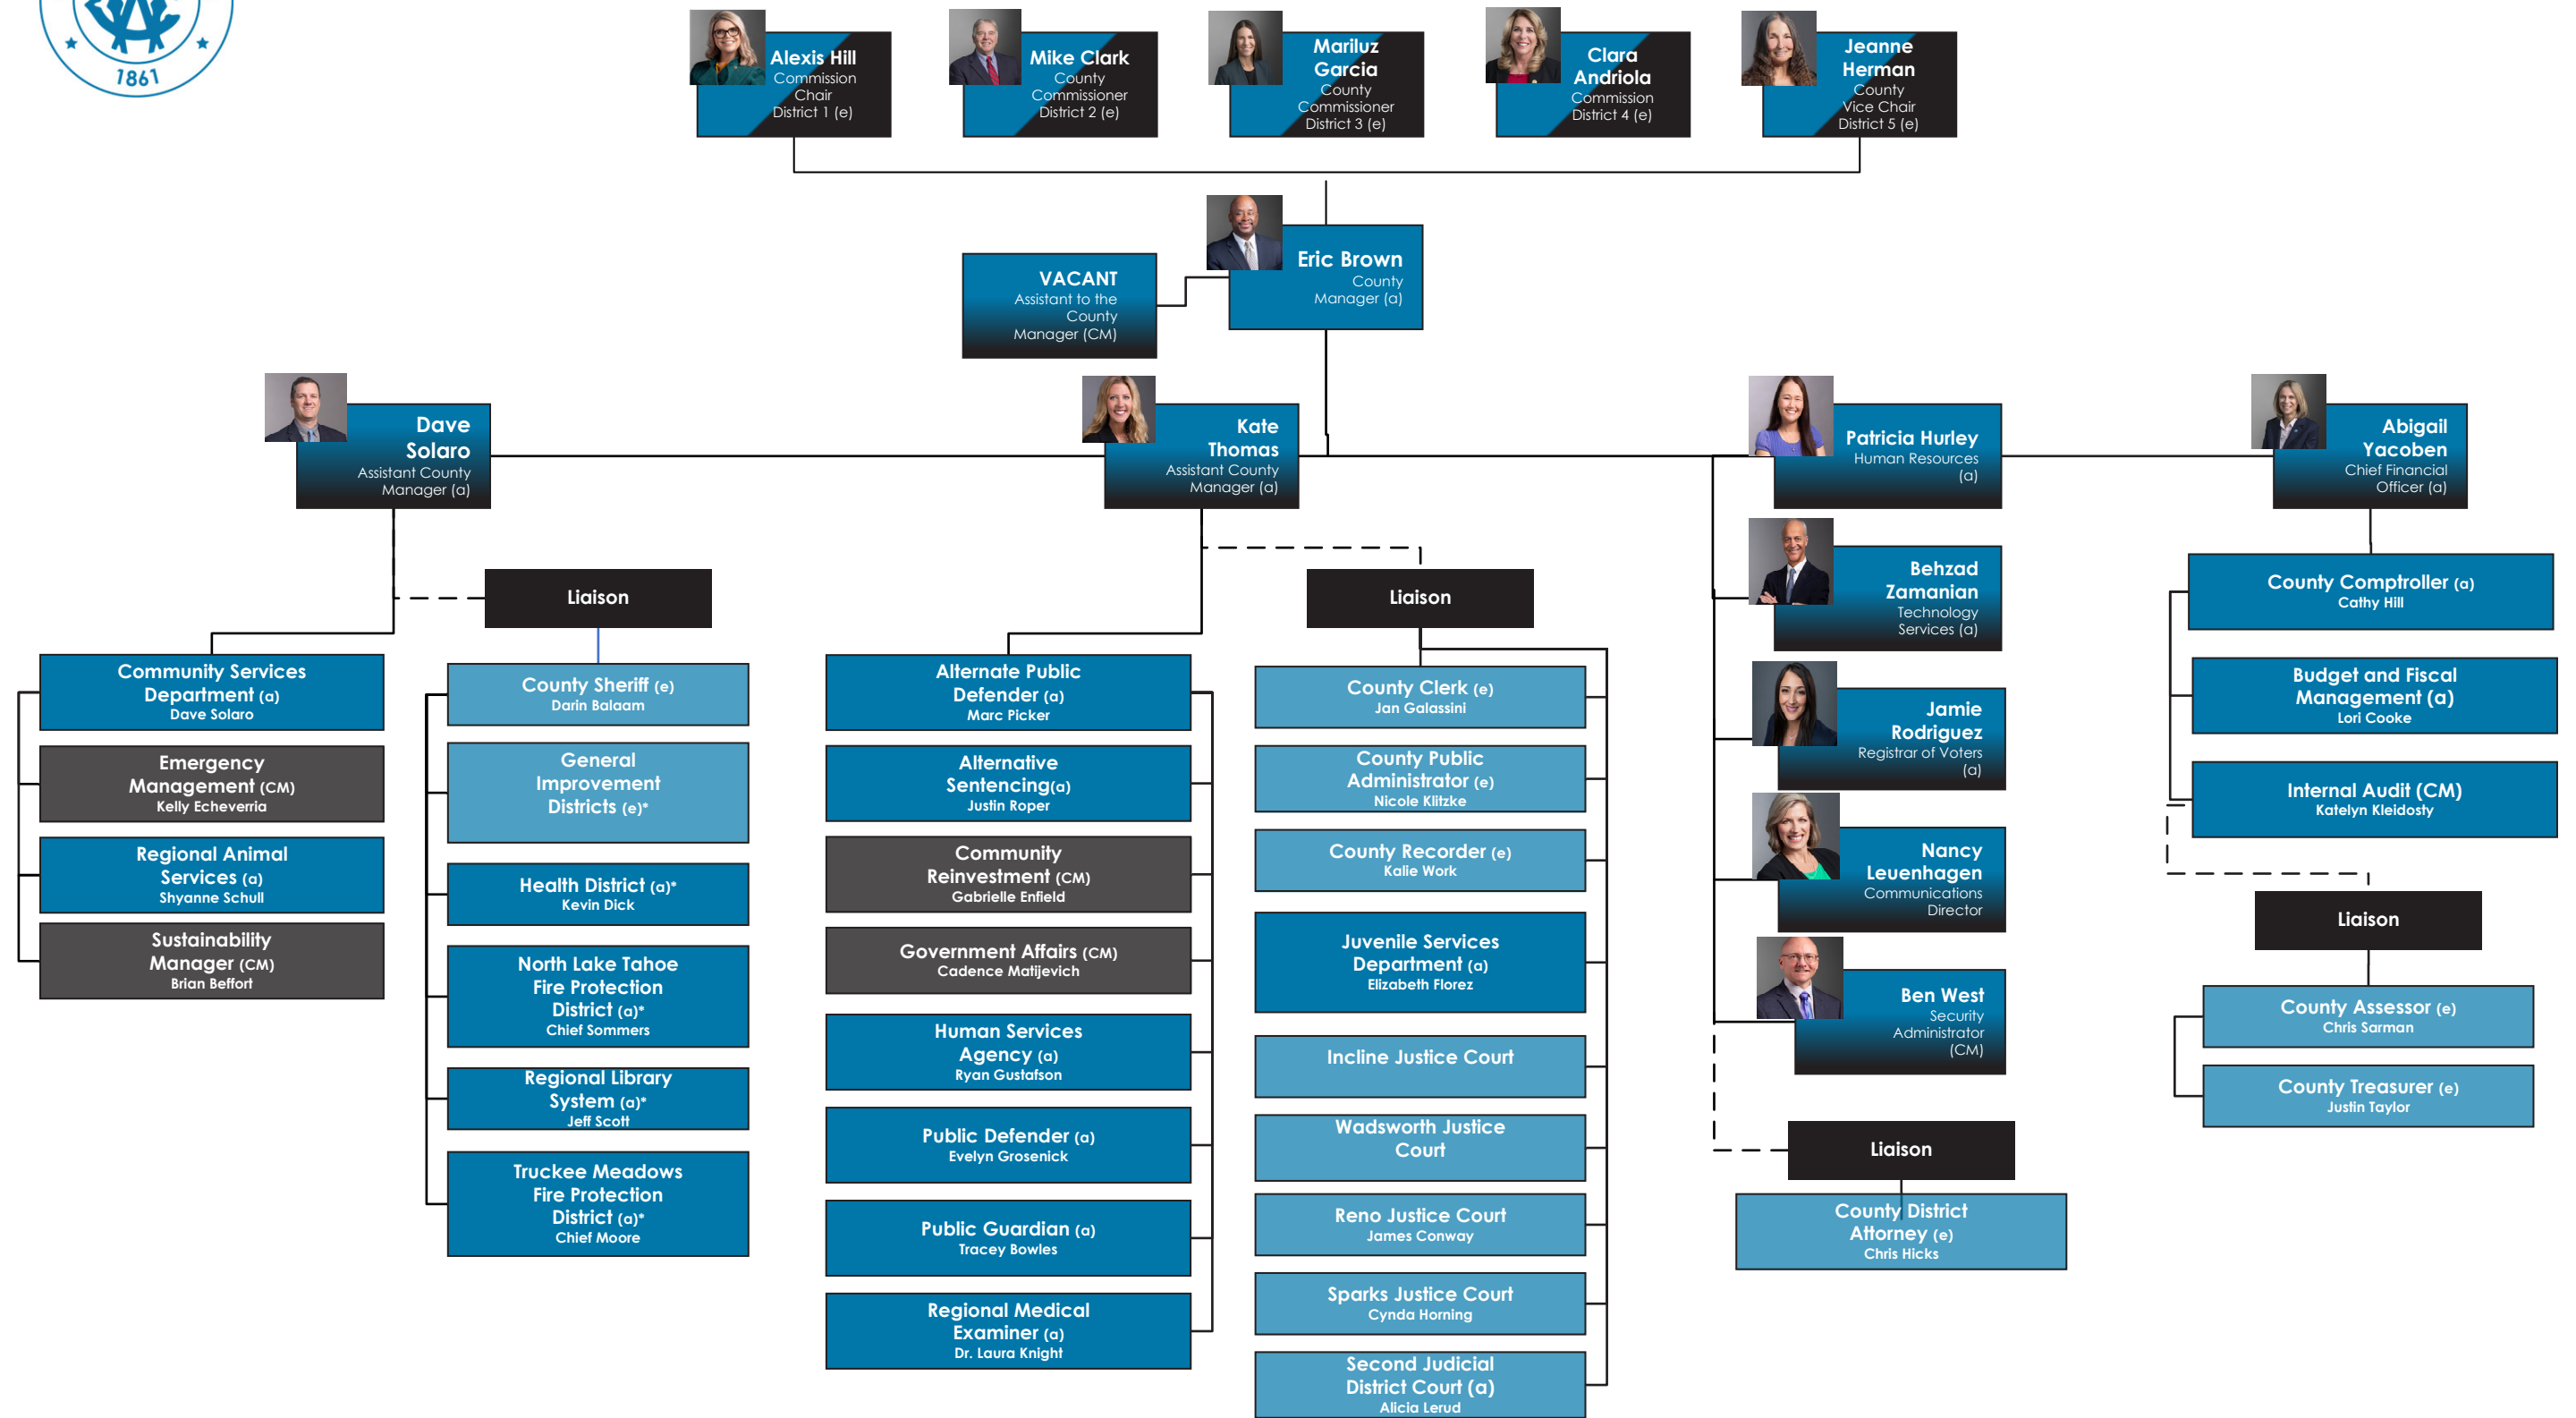 1861
Alexis Hill
Commission
Chair
District 1 (e)
Mike Clark
County
Commissioner
District 2 (e)
Mariluz
Garcia
County
Commissioner
District 3 (e)
Clara
Andriola
Commission
District 4 (e)
Jeanne
Herman
County
Vice Chair
District 5 (e)
Eric Brown
County
Manager (a)
VACANT
Assistant to the
County
Manager (CM)
Dave
Solaro
Assistant County
Manager (a)
Kate
Thomas
Assistant County
Manager (a)
Patricia Hurley
Human Resources
(a)
Abigail
Yacoben
Chief Financial
Officer (a)
Liaison
Community Services
Department (a)
Dave Solaro
Emergency
Management (CM)
Kelly Echeverria
Regional Animal
Services (a)
Shyanne Schull
Sustainability
Manager (CM)
Brian Beffort
County Sheriff (e)
Darin Balaam
General
Improvement
Districts (e)*
Health District (a)*
Kevin Dick
North Lake Tahoe
Fire Protection
District (a)*
Chief Sommers
Regional Library
System (a)*
Jeff Scott
Truckee Meadows
Fire Protection
District (a)*
Chief Moore
Alternate Public
Defender (a)
Marc Picker
Alternative
Sentencing(a)
Justin Roper
Community
Reinvestment (CM)
Gabrielle Enfield
Government Affairs (CM)
Cadence Matijevich
Human Services
Agency (a)
Ryan Gustafson
Public Defender (a)
Evelyn Grosenick
Public Guardian (a)
Tracey Bowles
Regional Medical
Examiner (a)
Dr. Laura Knight
Liaison
County Clerk (e)
Jan Galassini
County Public
Administrator (e)
Nicole Klitzke
County Recorder (e)
Kalie Work
Juvenile Services
Department (a)
Elizabeth Florez
Incline Justice Court
Wadsworth Justice
Court
Reno Justice Court
James Conway
Sparks Justice Court
Cynda Horning
Second Judicial
District Court (a)
Alicia Lerud
Behzad
Zamanian
Technology
Services (a)
Jamie
Rodriguez
Registrar of Voters
(a)
Nancy
Leuenhagen
Communications
Director
Ben West
Security
Administrator
(CM)
Liaison
County District
Attorney (e)
Chris Hicks
County Comptroller (a)
Cathy Hill
Budget and Fiscal
Management (a)
Lori Cooke
Internal Audit (CM)
Katelyn Kleidosty
Liaison
County Assessor (e)
Chris Sarman
County Treasurer (e)
Justin Taylor